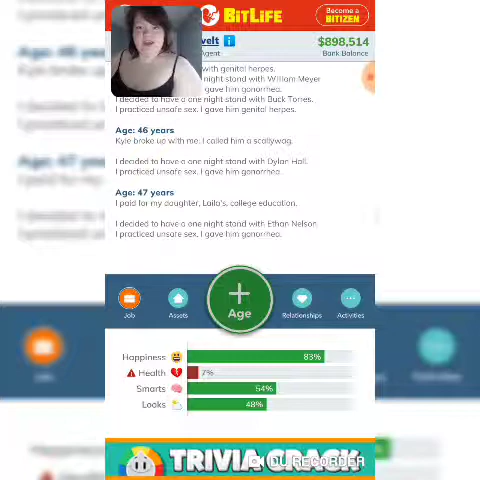 BitLife
Become a
BITIZEN
velt
$898,514
Agent
Bank Balance
with genital herpes.
night stand with William Meyer
gave him gonorrhea.
I decided to have a one night stand with Buck Torres.
I practiced unsafe sex. I gave him genital herpes.
Age: 46 years
Kyle broke up with me. I called him a scallywag.
I decided to have a one night stand with Dylan Hall.
I practiced unsafe sex. I gave him gonorrhea.
Age: 47 years
I paid for my daughter, Laila's, college education.
I decided to have a one night stand with Ethan Nelson
I practiced unsafe sex. I gave him gonorrhea.
Job
Assets
Age
Relationships
Activities
Happiness 83%
Health 7%
Smarts 54%
Looks 48%
TRIVIA CRACK
DU RECORDER